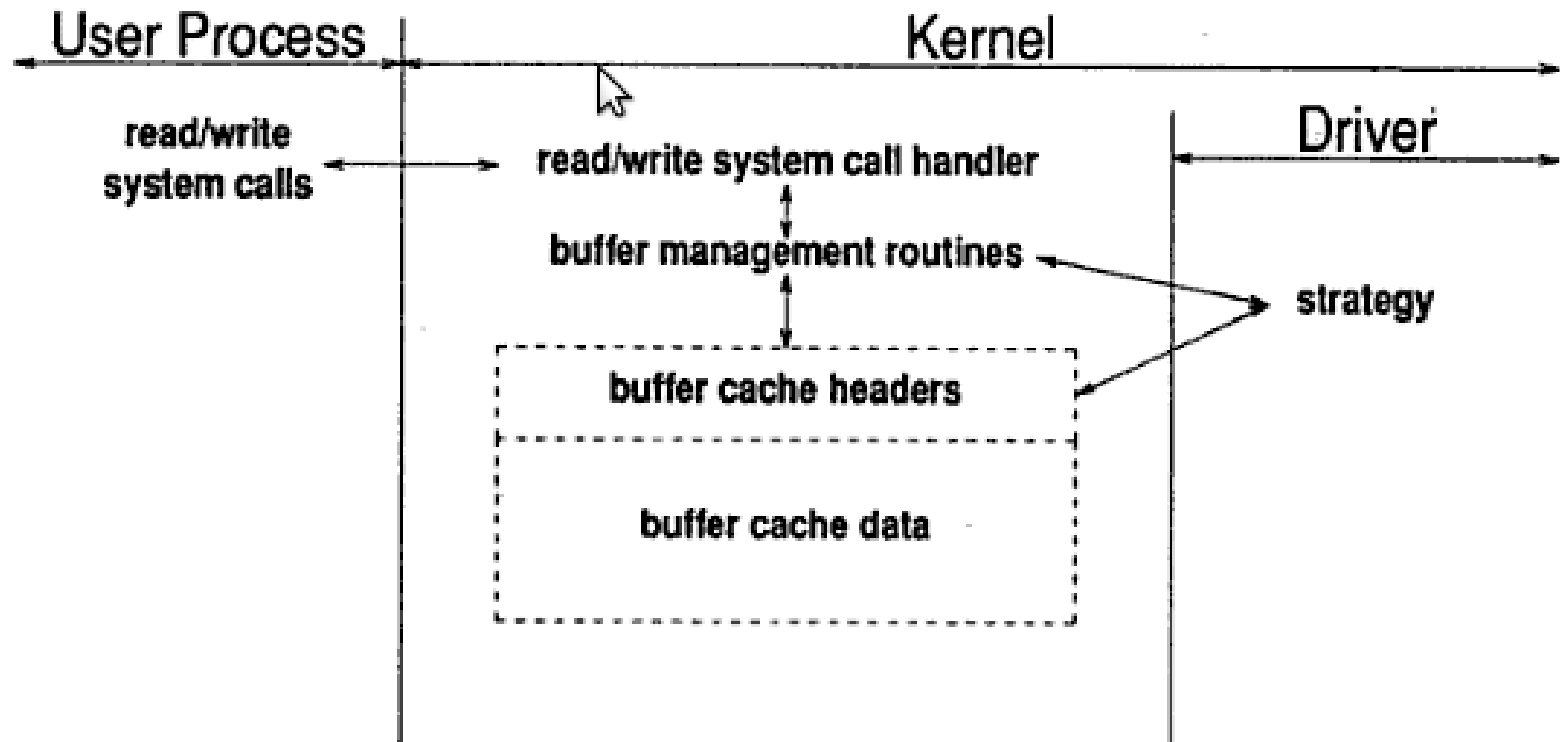 User Process
Kernel
Driver
read/write
system calls
read/write system call handler
buffer management routines
strategy
buffer cache headers
buffer cache data